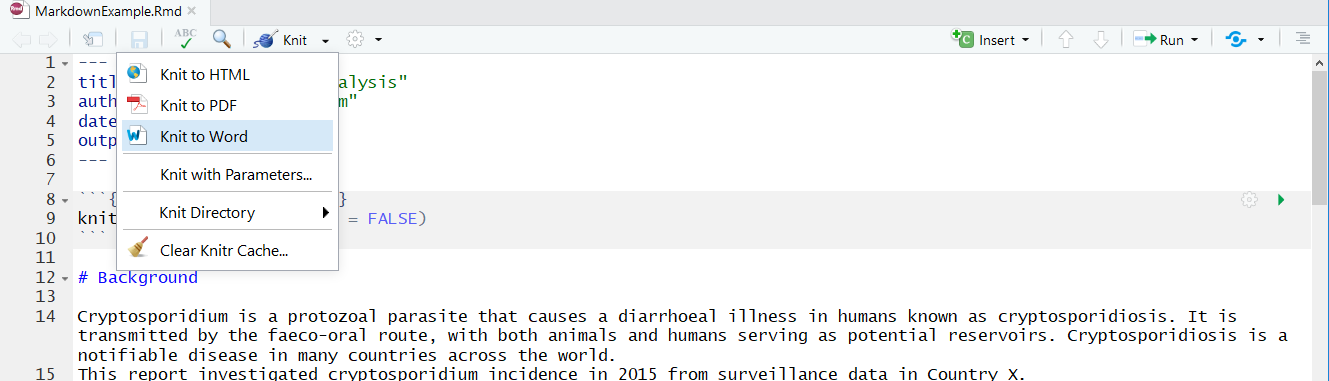 MarkdownExample.Rmd
ABC Knit Insert Run
1 ---
Knit to HTML
2 titl alysis"
3 auth m"
Knit to PDF
4 date
Knit to Word
5 outp
6 ---
7 Knit with Parameters...
8 ```{ }
Knit Directory
9 knit = FALSE)
10 ```
Clear Knitr Cache...
11
12 # Background
13
14 Cryptosporidium is a protozoal parasite that causes a diarrhoeal illness in humans known as cryptosporidiosis. It is
transmitted by the faeco-oral route, with both animals and humans serving as potential reservoirs. Cryptosporidiosis is a
notifiable disease in many countries across the world.
15 This report investigated cryptosporidium incidence in 2015 from surveillance data in Country X.